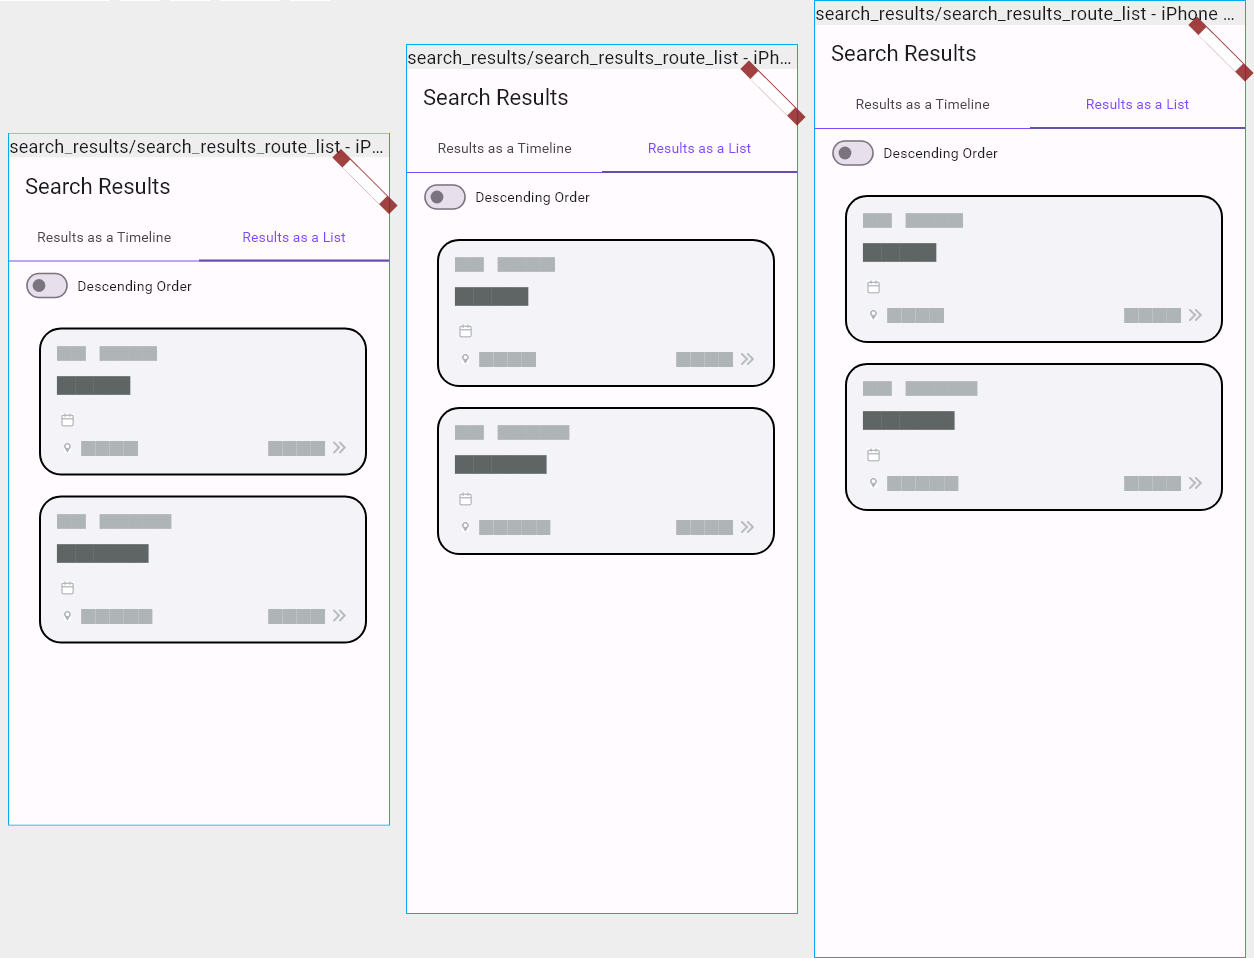 search_results/search_results_route_list - iP...
Search Results
Results as a Timeline
Results as a List
Descending Order
search_results/search_results_route_list - iPh...
Search Results
Results as a Timeline
Results as a List
Descending Order
search_results/search_results_route_list - iPhone ...
Search Results
Results as a Timeline
Results as a List
Descending Order